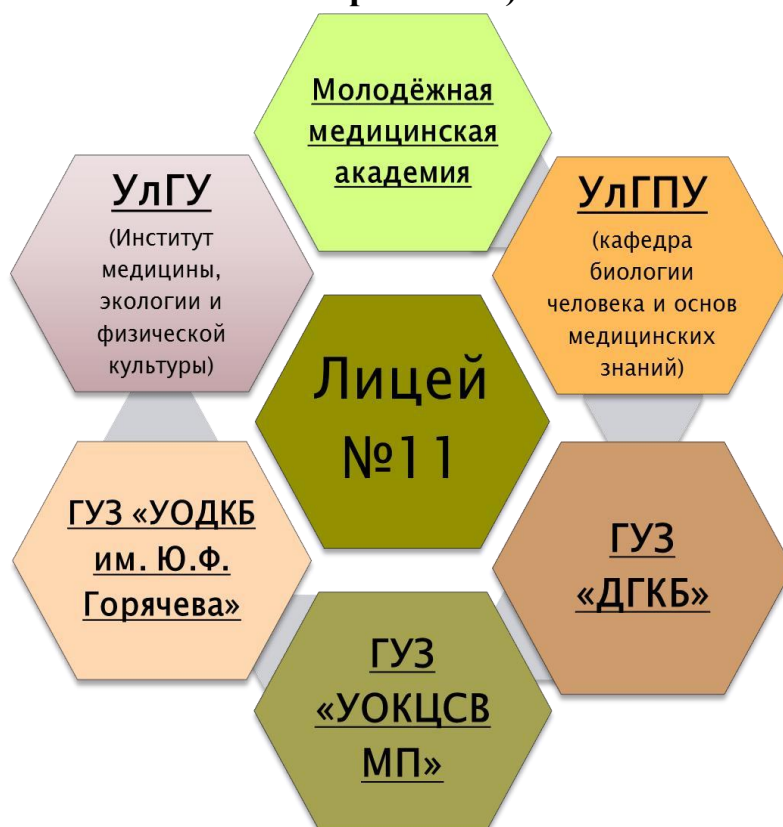 Молодёжная
медицинская
академия
УлГУ
(Институт
медицины,
экологии и
физической
культуры)
УлГПУ
(кафедра
биологии
человека и основ
медицинских
знаний)
Лицей
№11
ГУЗ «УОДКБ
им. Ю.Ф.
Горячева»
ГУЗ
«ДГКБ»
ГУЗ
«УОКЦСВ
МП»